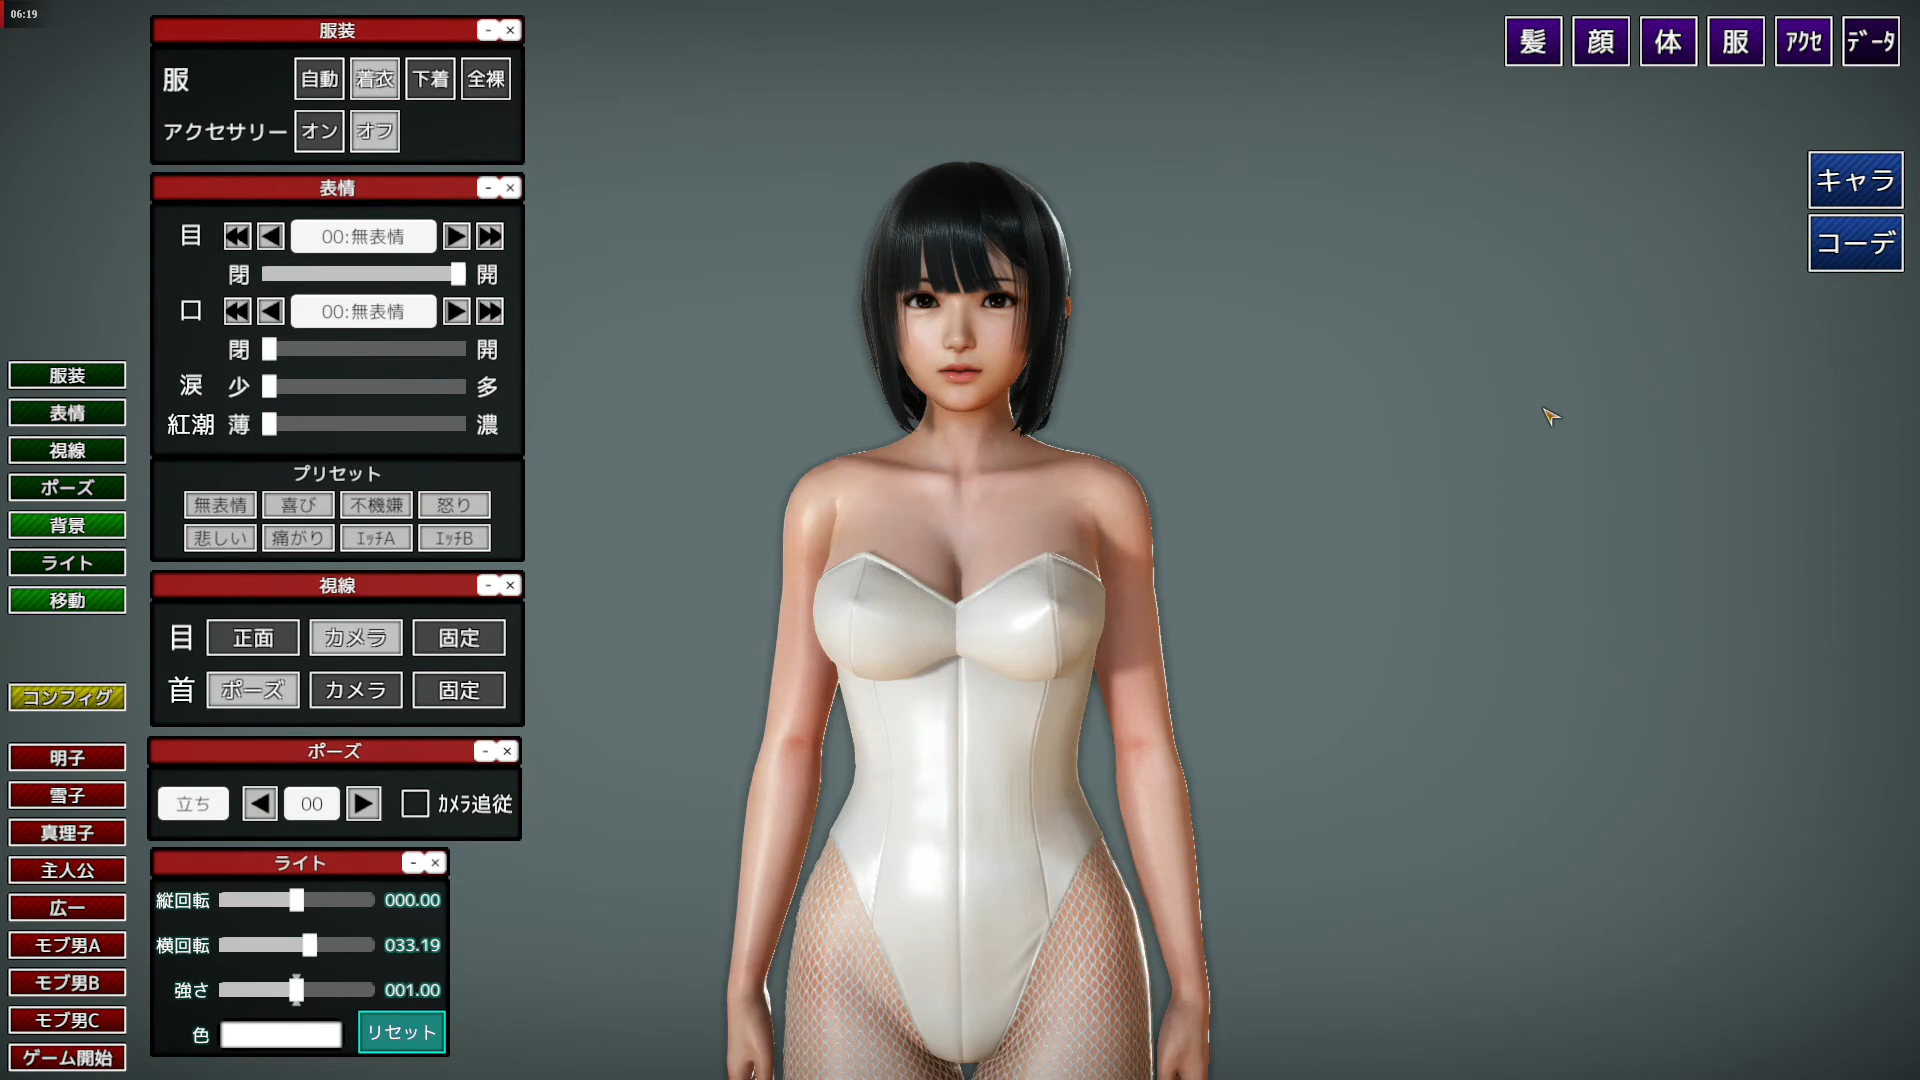 06:19
服装 - ×
服 自動 着衣 下着 全裸
アクセサリー オン オフ
表情 - ×
目 00:無表情
閉 開
口 00:無表情
閉 開
涙 少 多
紅潮 薄 濃
プリセット
無表情 喜び 不機嫌 怒り
悲しい 痛がり ｴｯﾁA ｴｯﾁB
視線 - ×
目 正面 カメラ 固定
首 ポーズ カメラ 固定
ポーズ - ×
立ち 00 ｶﾒﾗ追従
ライト - ×
縦回転 000.00
横回転 033.19
強さ 001.00
色 リセット
服装
表情
視線
ポーズ
背景
ライト
移動
コンフィグ
明子
雪子
真理子
主人公
広一
モブ男A
モブ男B
モブ男C
ゲーム開始
髪 顔 体 服 ｱｸｾ ﾃﾞｰﾀ
キャラ
コーデ